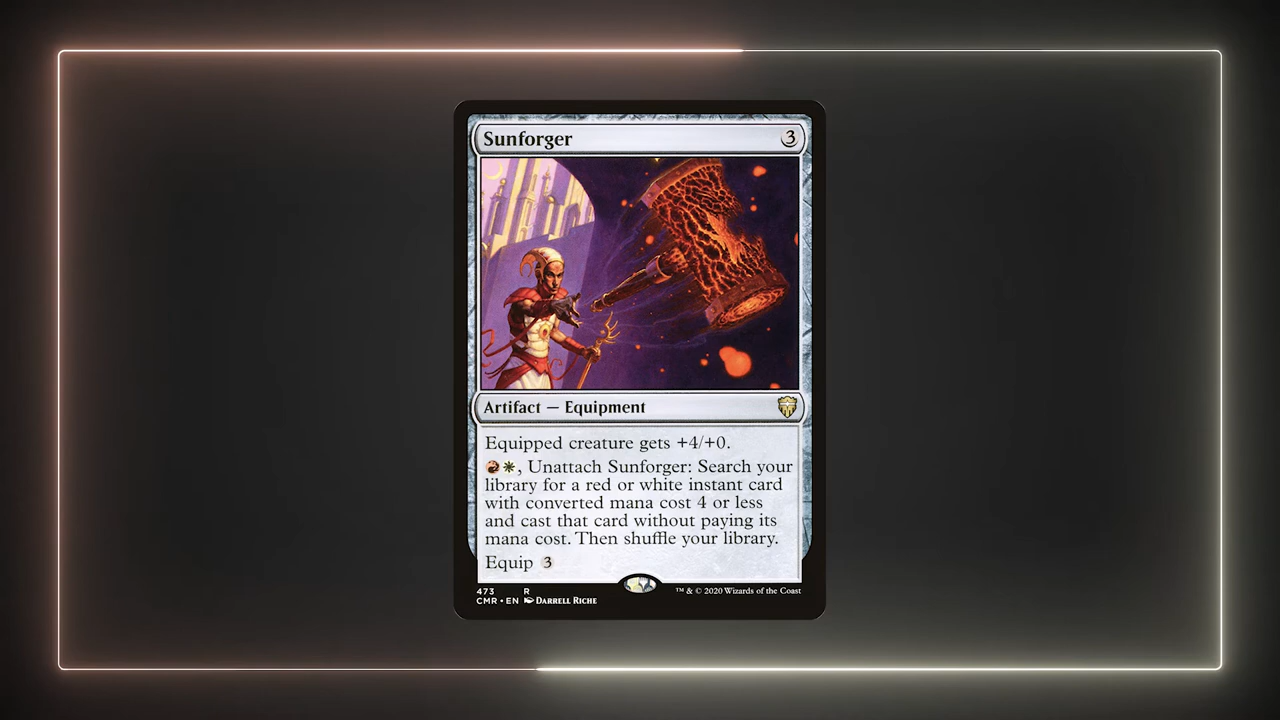 Sunforger 3
Artifact — Equipment
Equipped creature gets +4/+0.
, Unattach Sunforger: Search your
library for a red or white instant card
with converted mana cost 4 or less
and cast that card without paying its
mana cost. Then shuffle your library.
Equip 3
473 R
CMR • EN DARRELL RICHE
™ & © 2020 Wizards of the Coast